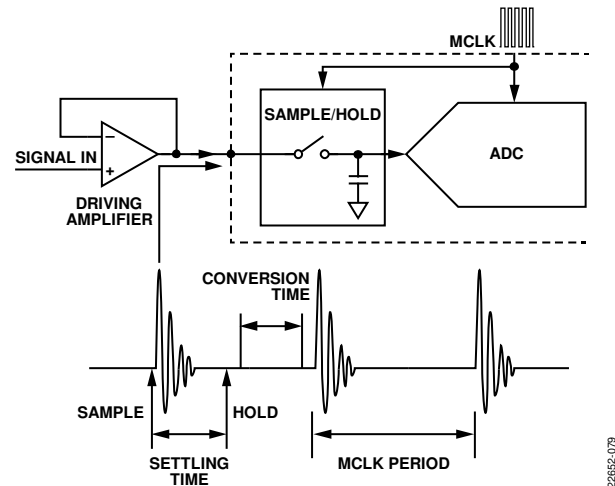 MCLK
SAMPLE/HOLD
ADC
−
SIGNAL IN
+
DRIVING
AMPLIFIER
CONVERSION
TIME
SAMPLE
HOLD
SETTLING
TIME
MCLK PERIOD
22652-079